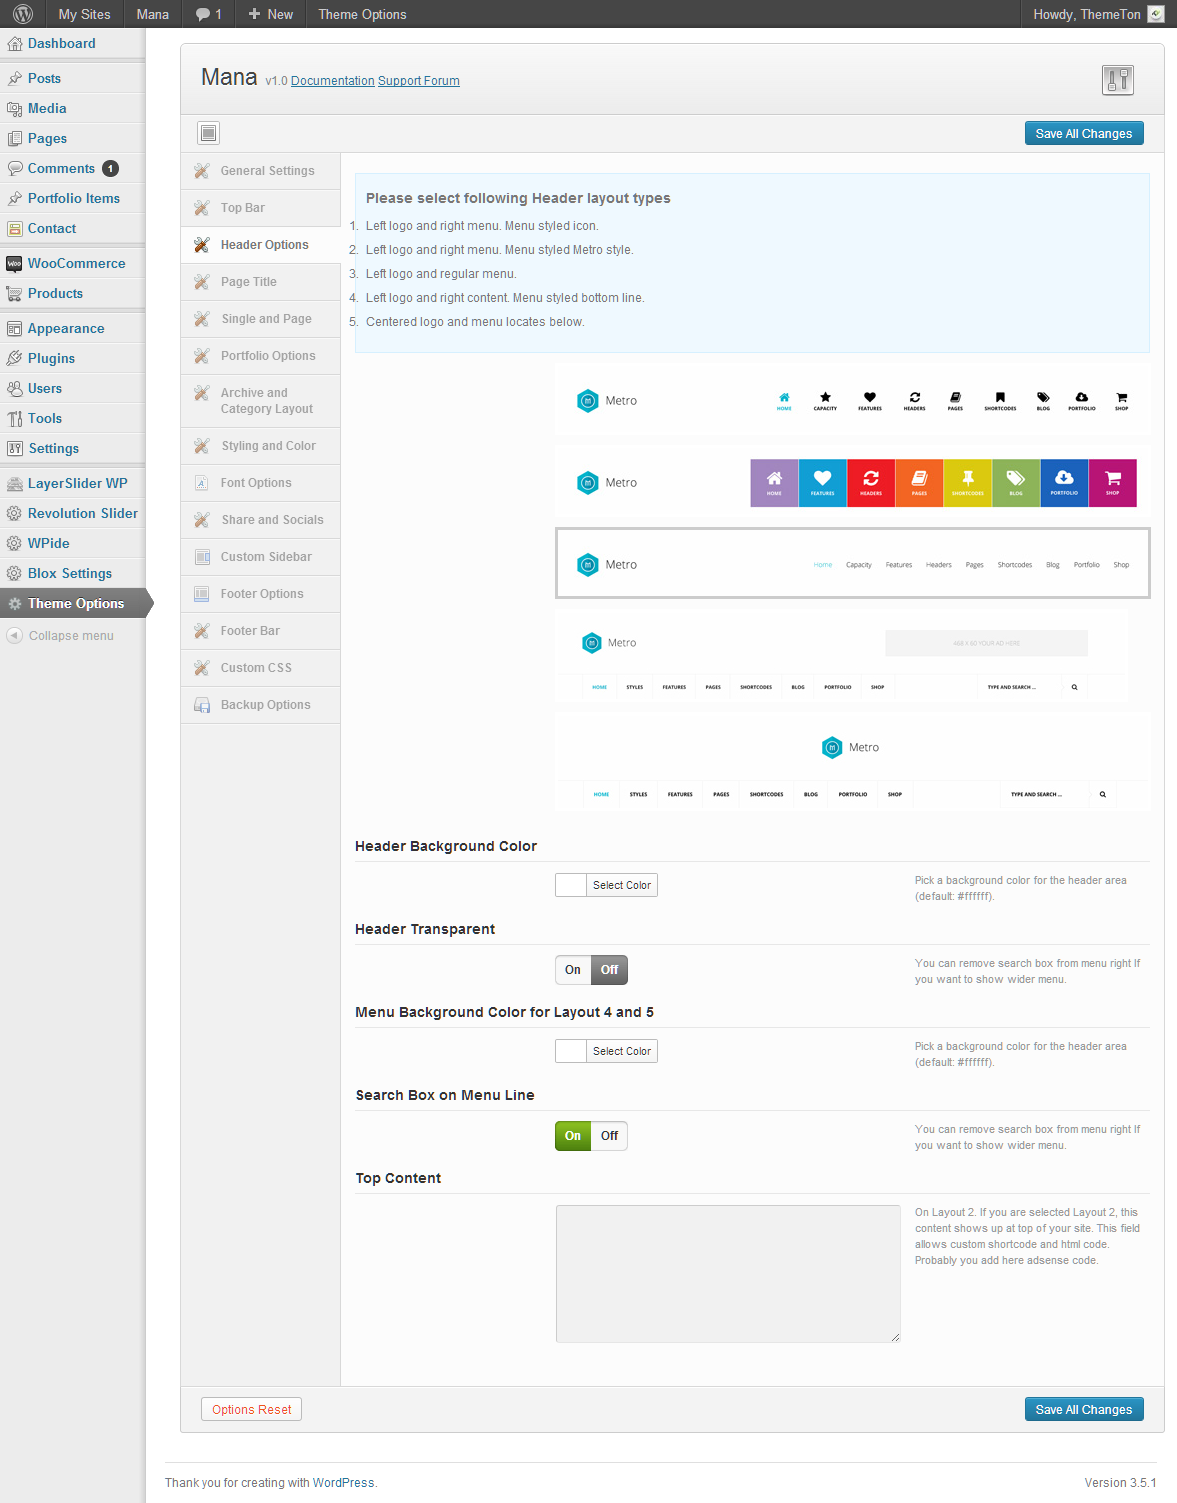 My Sites Mana 1 New Theme Options Howdy, ThemeTon
Dashboard
Posts
Media
Pages
Comments 1
Portfolio Items
Contact
WooCommerce
Products
Appearance
Plugins
Users
Tools
Settings
LayerSlider WP
Revolution Slider
WPide
Blox Settings
Theme Options
Collapse menu
Mana v1.0 Documentation Support Forum
Save All Changes
General Settings
Top Bar
Header Options
Page Title
Single and Page
Portfolio Options
Archive and
Category Layout
Styling and Color
Font Options
Share and Socials
Custom Sidebar
Footer Options
Footer Bar
Custom CSS
Backup Options
Please select following Header layout types
1. Left logo and right menu. Menu styled icon.
2. Left logo and right menu. Menu styled Metro style.
3. Left logo and regular menu.
4. Left logo and right content. Menu styled bottom line.
5. Centered logo and menu locates below.
M Metro
HOME CAPACITY FEATURES HEADERS PAGES SHORTCODES BLOG PORTFOLIO SHOP
M Metro
HOME FEATURES HEADERS PAGES SHORTCODES BLOG PORTFOLIO SHOP
M Metro Home Capacity Features Headers Pages Shortcodes Blog Portfolio Shop
M Metro 468 X 60 YOUR AD HERE
HOME STYLES FEATURES PAGES SHORTCODES BLOG PORTFOLIO SHOP TYPE AND SEARCH ...
M Metro
HOME STYLES FEATURES PAGES SHORTCODES BLOG PORTFOLIO SHOP TYPE AND SEARCH ...
Header Background Color
Select Color
Pick a background color for the header area
(default: #ffffff).
Header Transparent
On Off
You can remove search box from menu right If
you want to show wider menu.
Menu Background Color for Layout 4 and 5
Select Color
Pick a background color for the header area
(default: #ffffff).
Search Box on Menu Line
On Off
You can remove search box from menu right If
you want to show wider menu.
Top Content
On Layout 2. If you are selected Layout 2, this
content shows up at top of your site. This field
allows custom shortcode and html code.
Probably you add here adsense code.
Options Reset Save All Changes
Thank you for creating with WordPress. Version 3.5.1